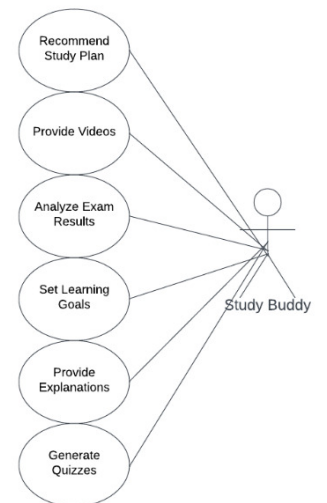 Recommend
Study Plan
Provide Videos
Analyze Exam
Results
Set Learning
Goals
Provide
Explanations
Generate
Quizzes
Study Buddy